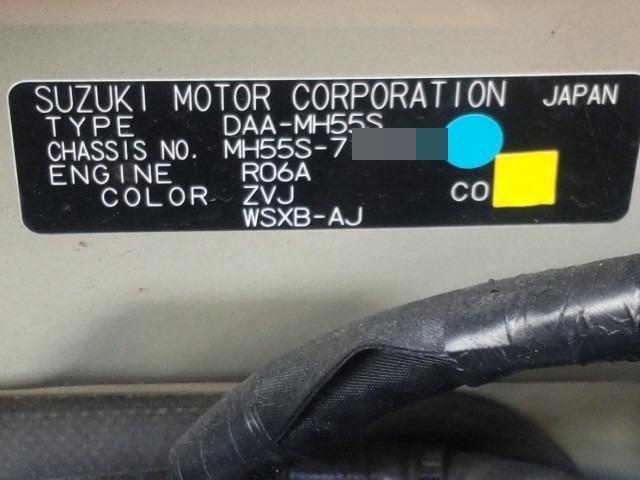 SUZUKI MOTOR CORPORATION JAPAN
TYPE DAA-MH55S
CHASSIS NO. MH55S-7
ENGINE R06A
COLOR ZVJ CO
WSXB-AJ